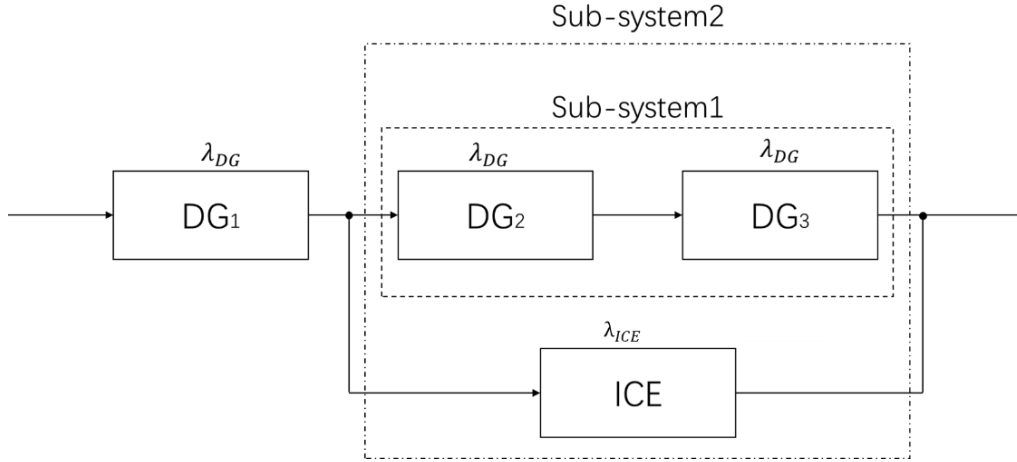 Sub-system2
Sub-system1
λ_DG
λ_DG
λ_DG
DG1
DG2
DG3
λ_ICE
ICE